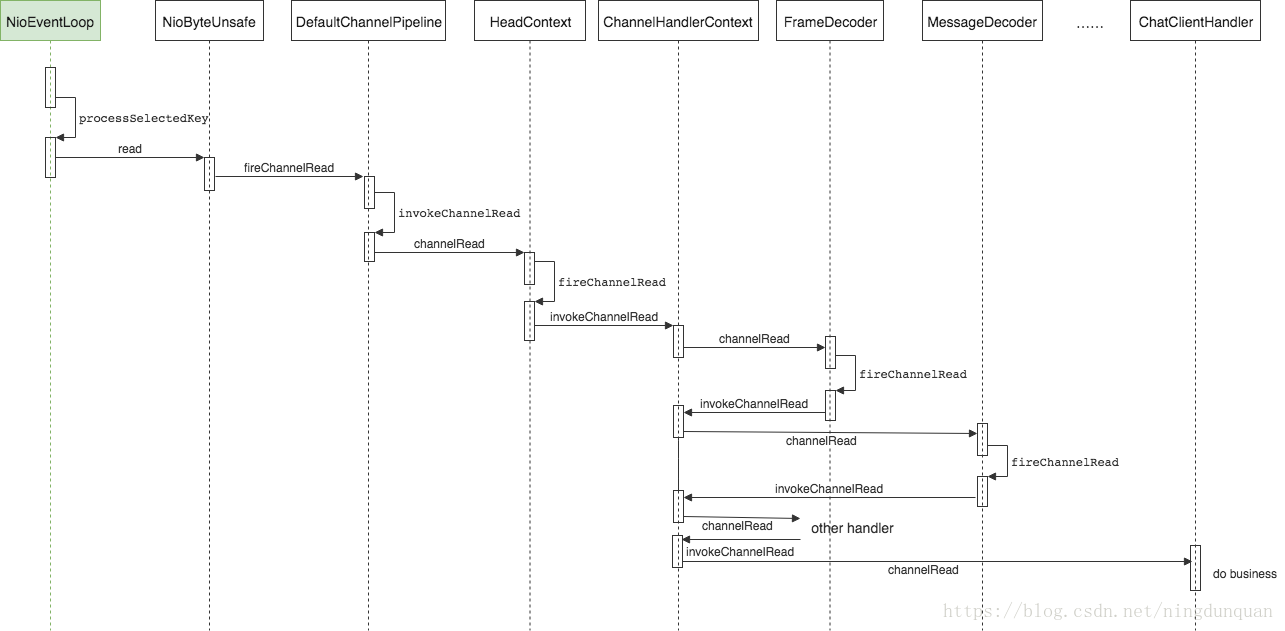 NioEventLoop
NioByteUnsafe
DefaultChannelPipeline
HeadContext
ChannelHandlerContext
FrameDecoder
MessageDecoder
......
ChatClientHandler
processSelectedKey
read
fireChannelRead
invokeChannelRead
channelRead
fireChannelRead
invokeChannelRead
channelRead
fireChannelRead
invokeChannelRead
channelRead
fireChannelRead
invokeChannelRead
channelRead
other handler
invokeChannelRead
channelRead
do business
https://blog.csdn.net/ningdunquan